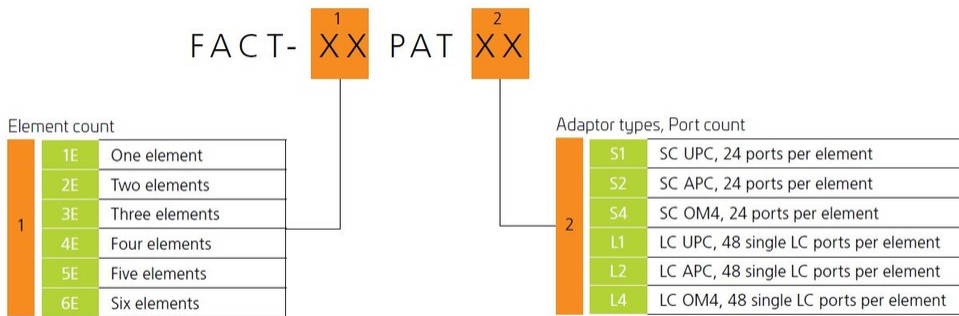 1 2
FACT- XX PAT XX
Element count
1
1E One element
2E Two elements
3E Three elements
4E Four elements
5E Five elements
6E Six elements
Adaptor types, Port count
2
S1 SC UPC, 24 ports per element
S2 SC APC, 24 ports per element
S4 SC OM4, 24 ports per element
L1 LC UPC, 48 single LC ports per element
L2 LC APC, 48 single LC ports per element
L4 LC OM4, 48 single LC ports per element